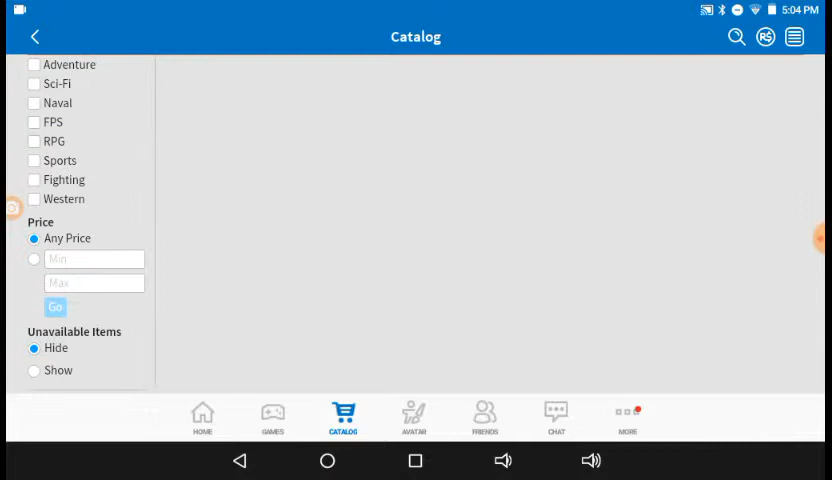 5:04 PM
Catalog
R$
Adventure
Sci-Fi
Naval
FPS
RPG
Sports
Fighting
Western
Price
Any Price
Min
Max
Go
Unavailable Items
Hide
Show
HOME
GAMES
CATALOG
AVATAR
FRIENDS
CHAT
MORE